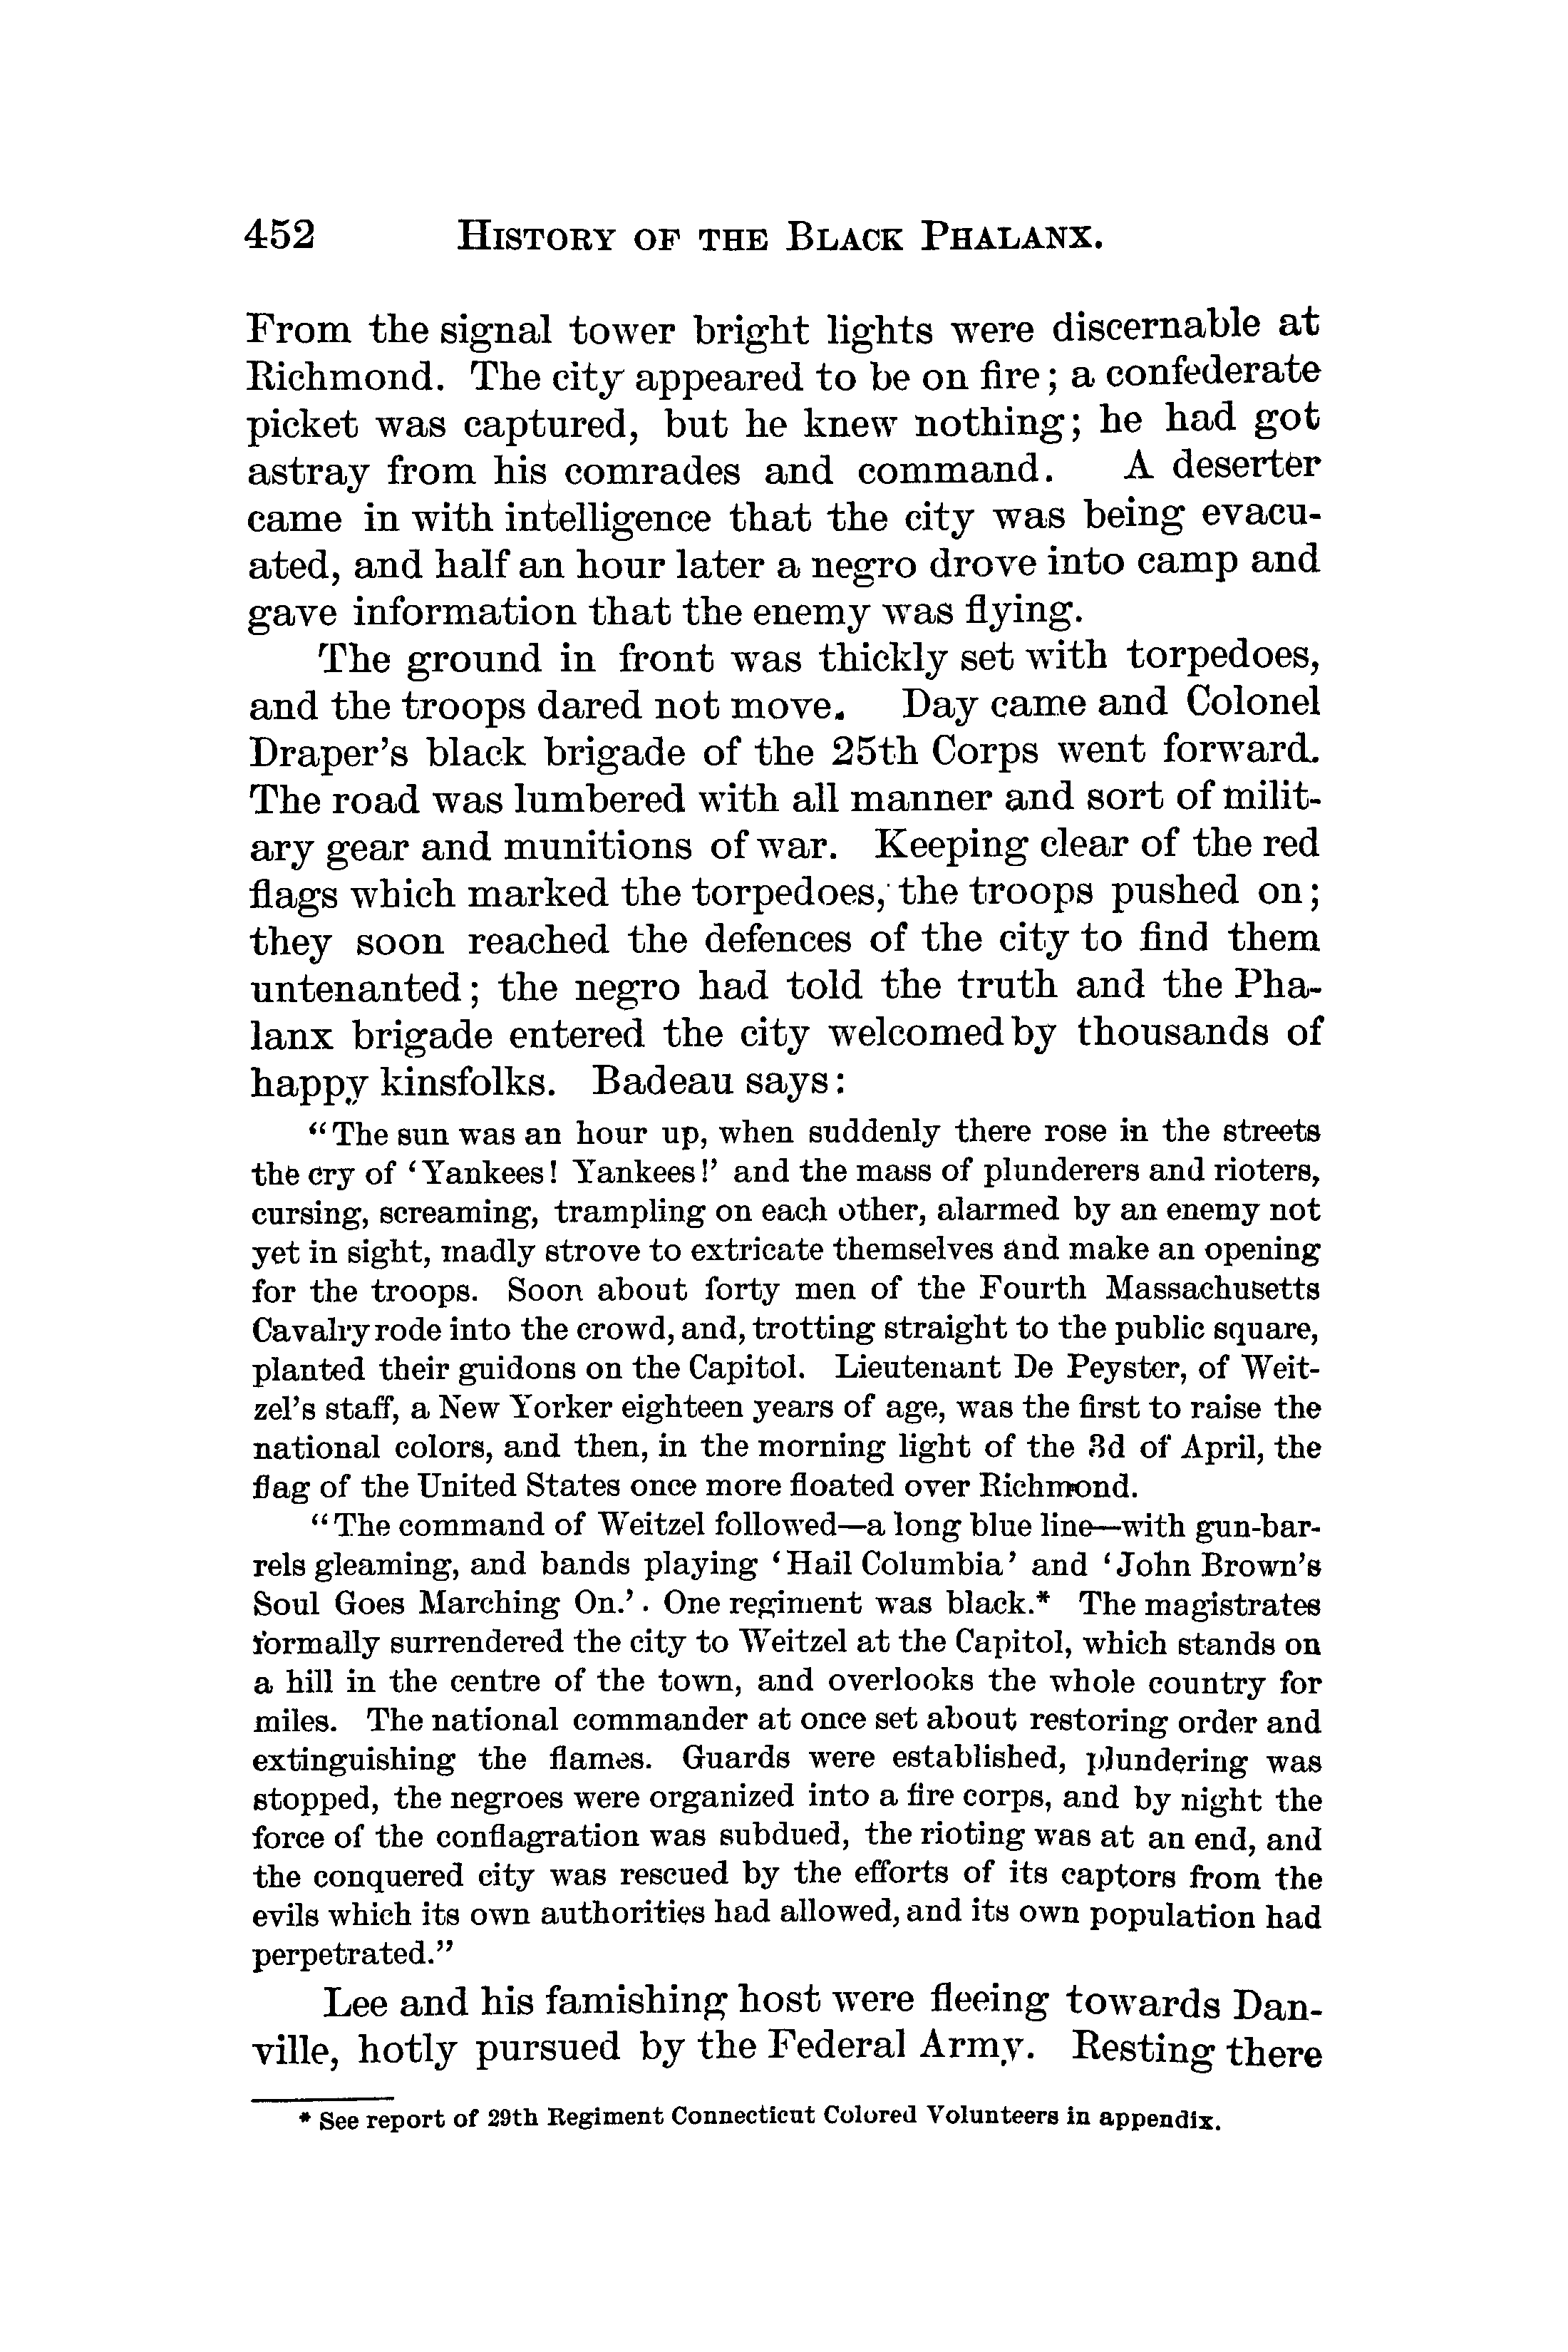 452 HISTORY OF THE BLACK PHALANX.
From the signal tower bright lights were discernable at
Richmond. The city appeared to be on fire; a confederate
picket was captured, but he knew nothing; he had got
astray from his comrades and command. A deserter
came in with intelligence that the city was being evacu-
ated, and half an hour later a negro drove into camp and
gave information that the enemy was flying.
The ground in front was thickly set with torpedoes,
and the troops dared not move. Day came and Colonel
Draper's black brigade of the 25th Corps went forward.
The road was lumbered with all manner and sort of milit-
ary gear and munitions of war. Keeping clear of the red
flags which marked the torpedoes, the troops pushed on;
they soon reached the defences of the city to find them
untenanted; the negro had told the truth and the Pha-
lanx brigade entered the city welcomed by thousands of
happy kinsfolks. Badeau says:
"The sun was an hour up, when suddenly there rose in the streets
the cry of 'Yankees! Yankees!' and the mass of plunderers and rioters,
cursing, screaming, trampling on each other, alarmed by an enemy not
yet in sight, madly strove to extricate themselves and make an opening
for the troops. Soon about forty men of the Fourth Massachusetts
Cavalry rode into the crowd, and, trotting straight to the public square,
planted their guidons on the Capitol. Lieutenant De Peyster, of Weit-
zel's staff, a New Yorker eighteen years of age, was the first to raise the
national colors, and then, in the morning light of the 3d of April, the
flag of the United States once more floated over Richmond.
"The command of Weitzel followed—a long blue line—with gun-bar-
rels gleaming, and bands playing 'Hail Columbia' and 'John Brown's
Soul Goes Marching On.'. One regiment was black.* The magistrates
formally surrendered the city to Weitzel at the Capitol, which stands on
a hill in the centre of the town, and overlooks the whole country for
miles. The national commander at once set about restoring order and
extinguishing the flames. Guards were established, plundering was
stopped, the negroes were organized into a fire corps, and by night the
force of the conflagration was subdued, the rioting was at an end, and
the conquered city was rescued by the efforts of its captors from the
evils which its own authorities had allowed, and its own population had
perpetrated."
Lee and his famishing host were fleeing towards Dan-
ville, hotly pursued by the Federal Army. Resting there
* See report of 29th Regiment Connecticut Colored Volunteers in appendix.